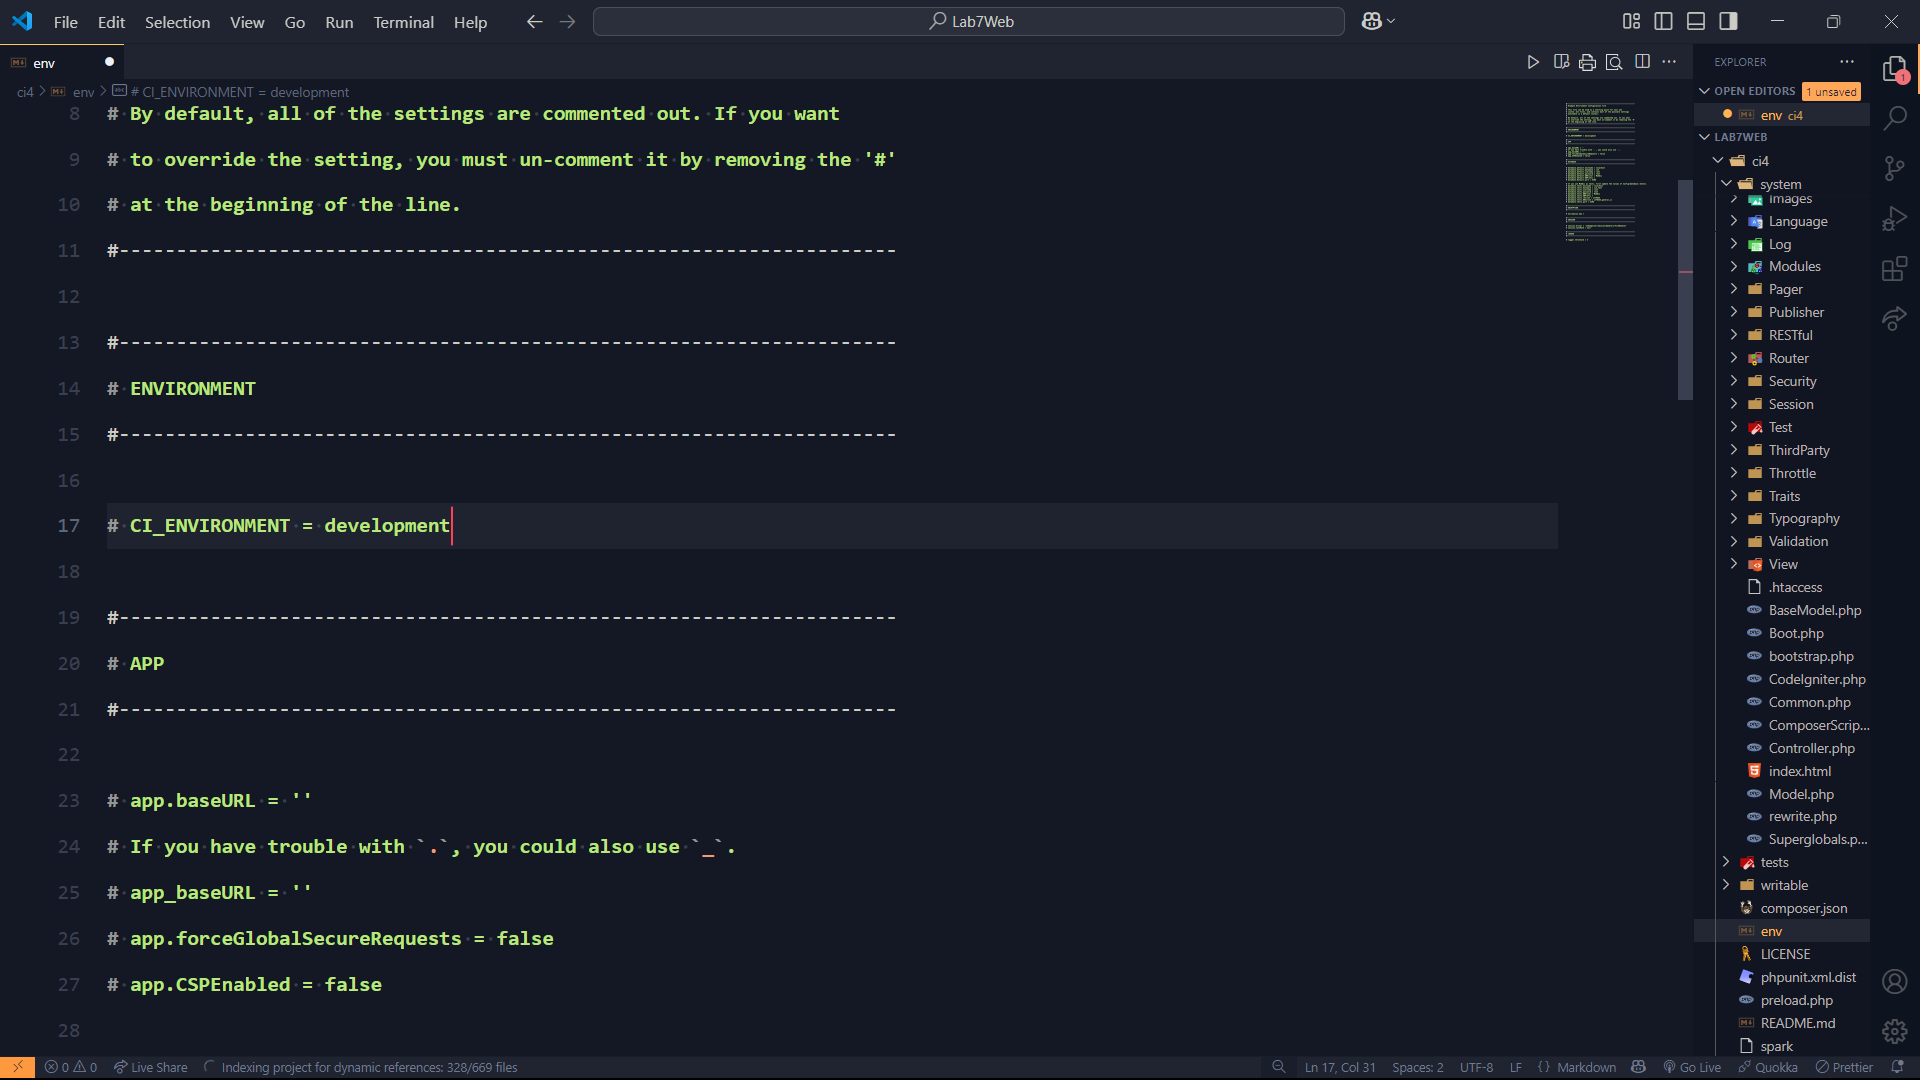 File Edit Selection View Go Run Terminal Help
Lab7Web
env
ci4 > env > # CI_ENVIRONMENT = development
8 # By default, all of the settings are commented out. If you want
9 # to override the setting, you must un-comment it by removing the '#'
10 # at the beginning of the line.
11 #--------------------------------------------------------------------
12
13 #--------------------------------------------------------------------
14 # ENVIRONMENT
15 #--------------------------------------------------------------------
16
17 # CI_ENVIRONMENT = development
18
19 #--------------------------------------------------------------------
20 # APP
21 #--------------------------------------------------------------------
22
23 # app.baseURL = ''
24 # If you have trouble with `.`, you could also use `_`.
25 # app_baseURL = ''
26 # app.forceGlobalSecureRequests = false
27 # app.CSPEnabled = false
28
EXPLORER
OPEN EDITORS 1 unsaved
env ci4
LAB7WEB
ci4
system
Images
Language
Log
Modules
Pager
Publisher
RESTful
Router
Security
Session
Test
ThirdParty
Throttle
Traits
Typography
Validation
View
.htaccess
BaseModel.php
Boot.php
bootstrap.php
CodeIgniter.php
Common.php
ComposerScrip...
Controller.php
index.html
Model.php
rewrite.php
Superglobals.p...
tests
writable
composer.json
env
LICENSE
phpunit.xml.dist
preload.php
README.md
spark
1
0 0 Live Share Indexing project for dynamic references: 328/669 files
Ln 17, Col 31 Spaces: 2 UTF-8 LF {} Markdown Go Live Quokka Prettier